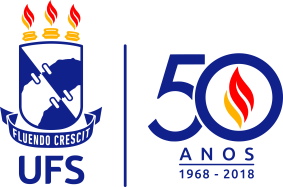 FLUENDO CRESCIT
UFS
50
ANOS
1968 - 2018